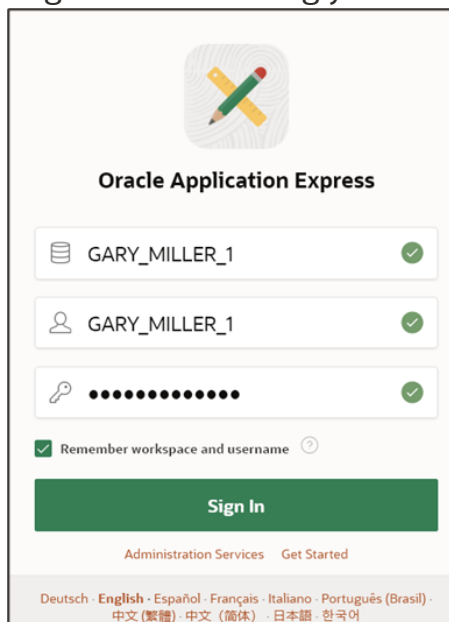 Oracle Application Express
GARY_MILLER_1
GARY_MILLER_1
•••••••••••••
Remember workspace and username ?
Sign In
Administration Services Get Started
Deutsch · English · Español · Français · Italiano · Português (Brasil) ·
中文 (繁體) · 中文（简体） · 日本語 · 한국어